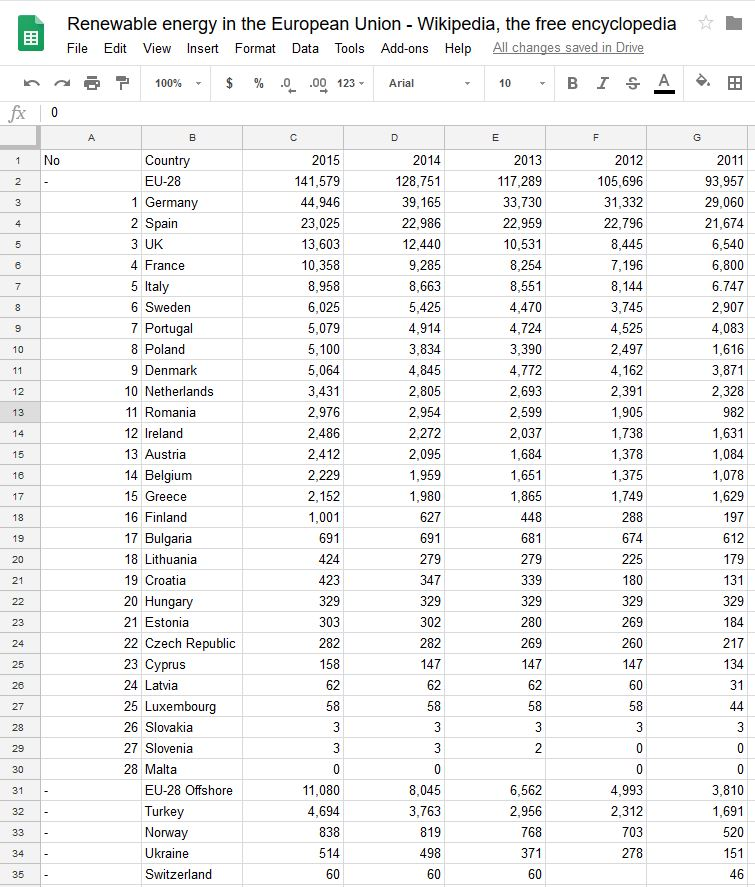 Renewable energy in the European Union - Wikipedia, the free encyclopedia
File Edit View Insert Format Data Tools Add-ons Help All changes saved in Drive
100% $ % .0 .00 123 Arial 10 B I S A
fx 0
A B C D E F G
1 No Country 2015 2014 2013 2012 2011
2 - EU-28 141,579 128,751 117,289 105,696 93,957
3 1 Germany 44,946 39,165 33,730 31,332 29,060
4 2 Spain 23,025 22,986 22,959 22,796 21,674
5 3 UK 13,603 12,440 10,531 8,445 6,540
6 4 France 10,358 9,285 8,254 7,196 6,800
7 5 Italy 8,958 8,663 8,551 8,144 6.747
8 6 Sweden 6,025 5,425 4,470 3,745 2,907
9 7 Portugal 5,079 4,914 4,724 4,525 4,083
10 8 Poland 5,100 3,834 3,390 2,497 1,616
11 9 Denmark 5,064 4,845 4,772 4,162 3,871
12 10 Netherlands 3,431 2,805 2,693 2,391 2,328
13 11 Romania 2,976 2,954 2,599 1,905 982
14 12 Ireland 2,486 2,272 2,037 1,738 1,631
15 13 Austria 2,412 2,095 1,684 1,378 1,084
16 14 Belgium 2,229 1,959 1,651 1,375 1,078
17 15 Greece 2,152 1,980 1,865 1,749 1,629
18 16 Finland 1,001 627 448 288 197
19 17 Bulgaria 691 691 681 674 612
20 18 Lithuania 424 279 279 225 179
21 19 Croatia 423 347 339 180 131
22 20 Hungary 329 329 329 329 329
23 21 Estonia 303 302 280 269 184
24 22 Czech Republic 282 282 269 260 217
25 23 Cyprus 158 147 147 147 134
26 24 Latvia 62 62 62 60 31
27 25 Luxembourg 58 58 58 58 44
28 26 Slovakia 3 3 3 3 3
29 27 Slovenia 3 3 2 0 0
30 28 Malta 0 0 0 0
31 - EU-28 Offshore 11,080 8,045 6,562 4,993 3,810
32 - Turkey 4,694 3,763 2,956 2,312 1,691
33 - Norway 838 819 768 703 520
34 - Ukraine 514 498 371 278 151
35 - Switzerland 60 60 60 46